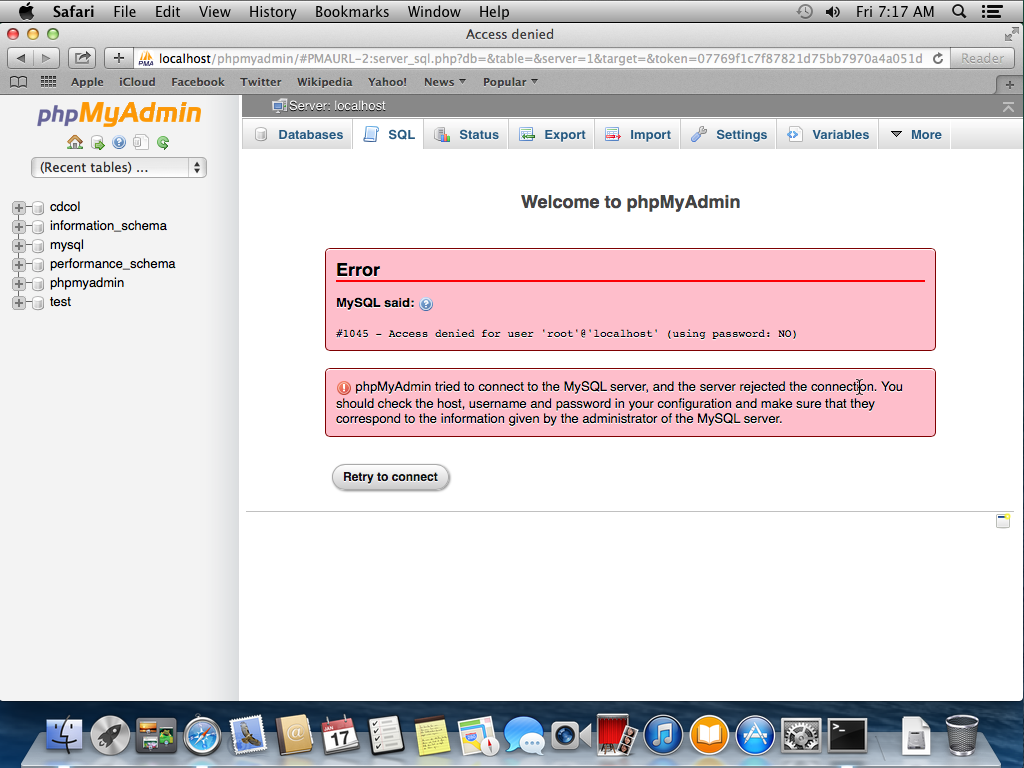 Safari File Edit View History Bookmarks Window Help Fri 7:17 AM
Access denied
localhost/phpmyadmin/#PMAURL-2:server_sql.php?db=&table=&server=1&target=&token=07769f1c7f87821d75bb7970a4a051d Reader
Apple iCloud Facebook Twitter Wikipedia Yahoo! News Popular
phpMyAdmin
(Recent tables) ...
cdcol
information_schema
mysql
performance_schema
phpmyadmin
test
Server: localhost
Databases SQL Status Export Import Settings Variables More
Welcome to phpMyAdmin
Error
MySQL said:
#1045 - Access denied for user 'root'@'localhost' (using password: NO)
phpMyAdmin tried to connect to the MySQL server, and the server rejected the connection. You
should check the host, username and password in your configuration and make sure that they
correspond to the information given by the administrator of the MySQL server.
Retry to connect
JAN
17